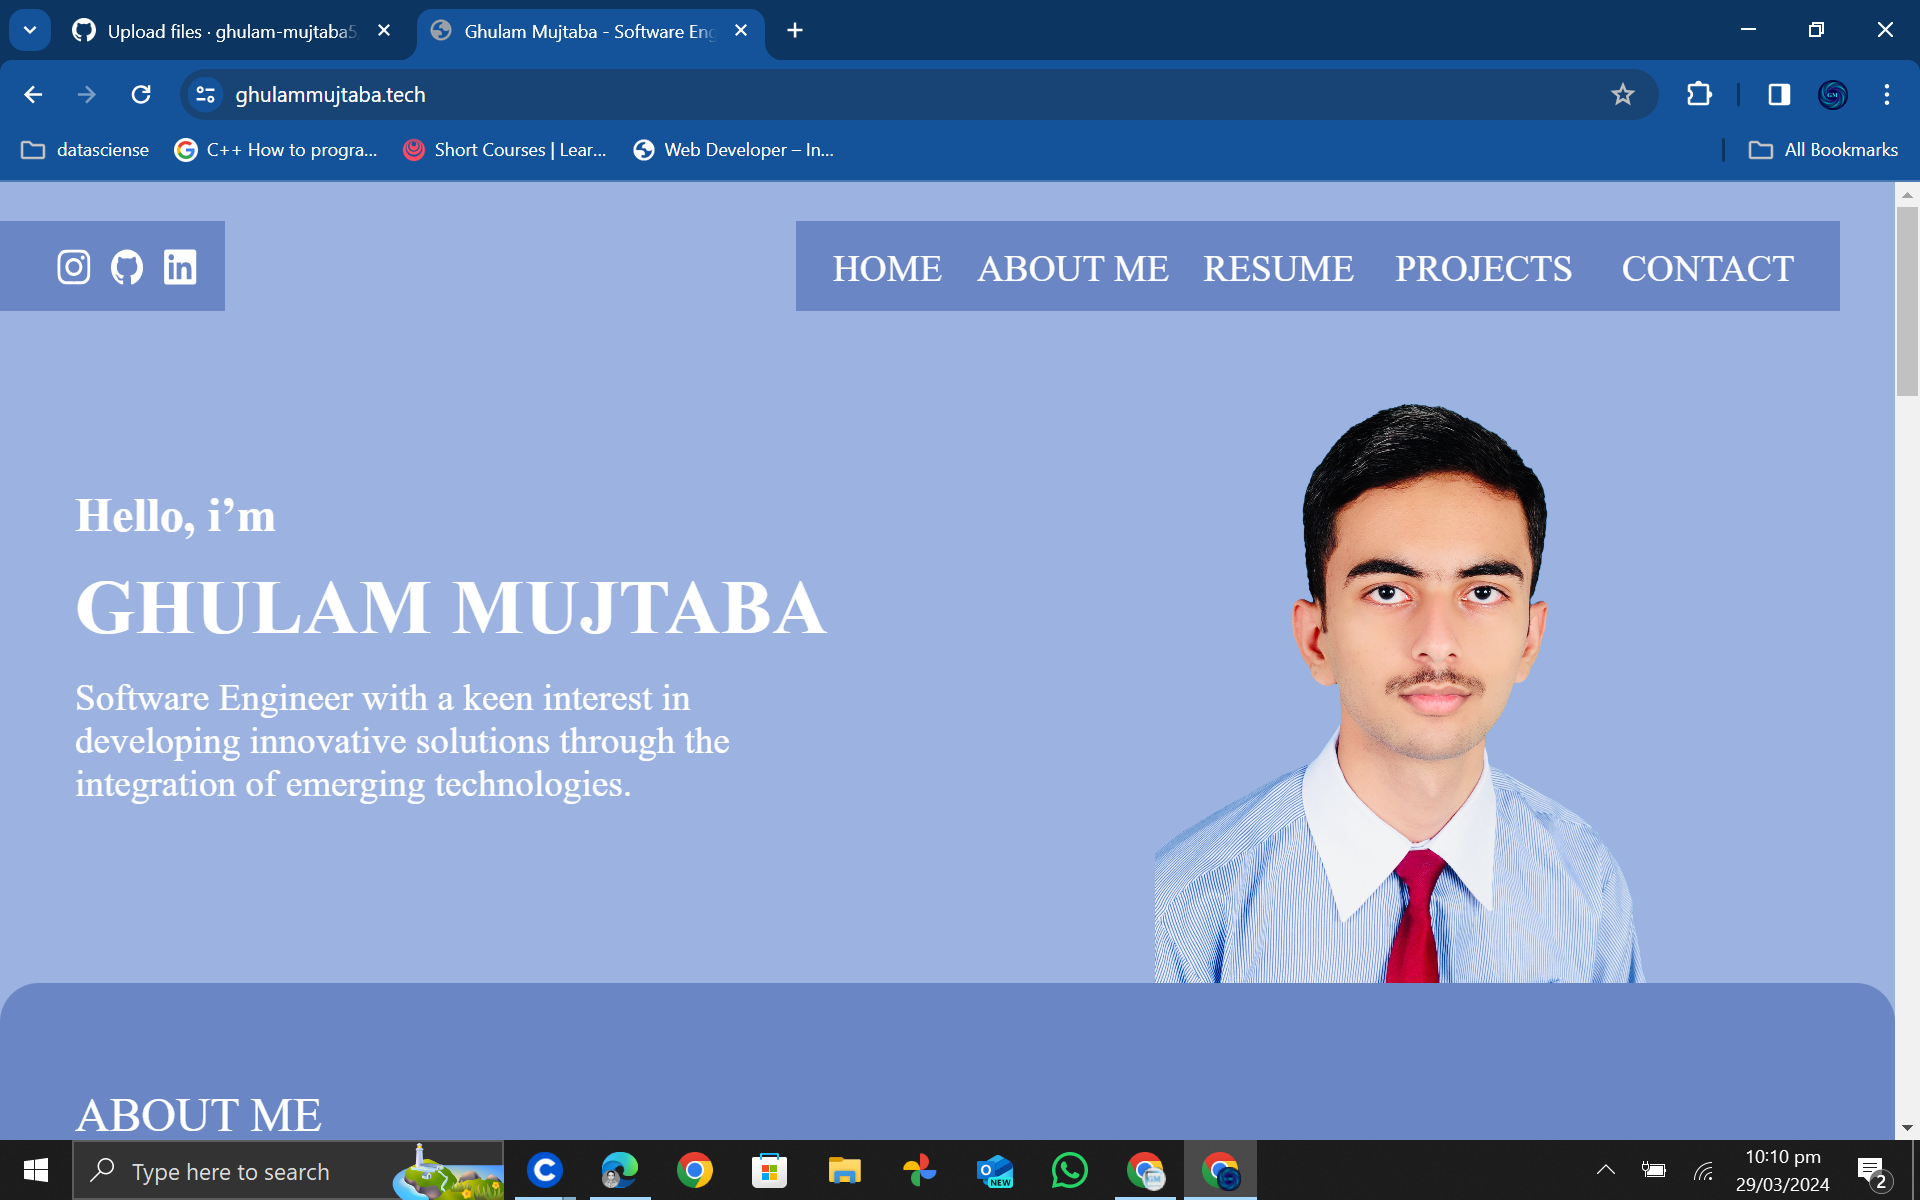 Upload files · ghulam-mujtaba5
Ghulam Mujtaba - Software Eng
ghulammujtaba.tech
datasciense
C++ How to progra...
Short Courses | Lear...
Web Developer – In...
All Bookmarks
HOME ABOUT ME RESUME PROJECTS CONTACT
Hello, i’m
GHULAM MUJTABA
Software Engineer with a keen interest in
developing innovative solutions through the
integration of emerging technologies.
ABOUT ME
Type here to search
NEW
GM
10:10 pm
29/03/2024
2